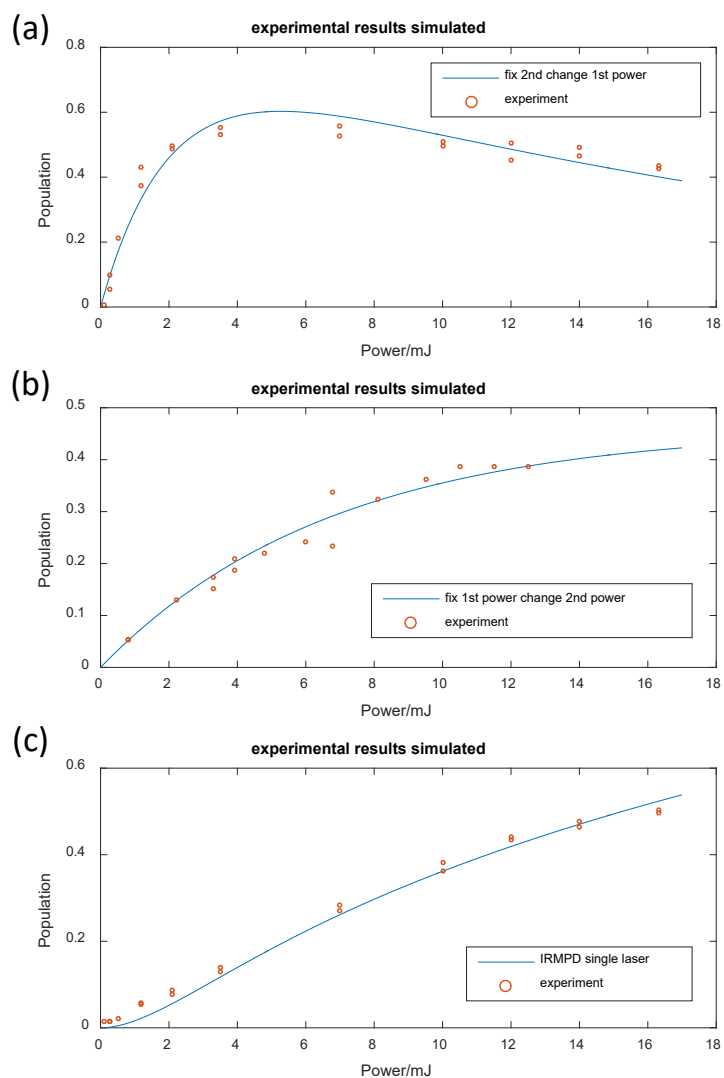 (a)
experimental results simulated
0.8
0.6
0.4
0.2
0
Population
fix 2nd change 1st power
experiment
0 2 4 6 8 10 12 14 16 18
Power/mJ
(b)
experimental results simulated
0.5
0.4
0.3
0.2
0.1
0
Population
fix 1st power change 2nd power
experiment
0 2 4 6 8 10 12 14 16 18
Power/mJ
(c)
experimental results simulated
0.6
0.4
0.2
0
Population
IRMPD single laser
experiment
0 2 4 6 8 10 12 14 16 18
Power/mJ